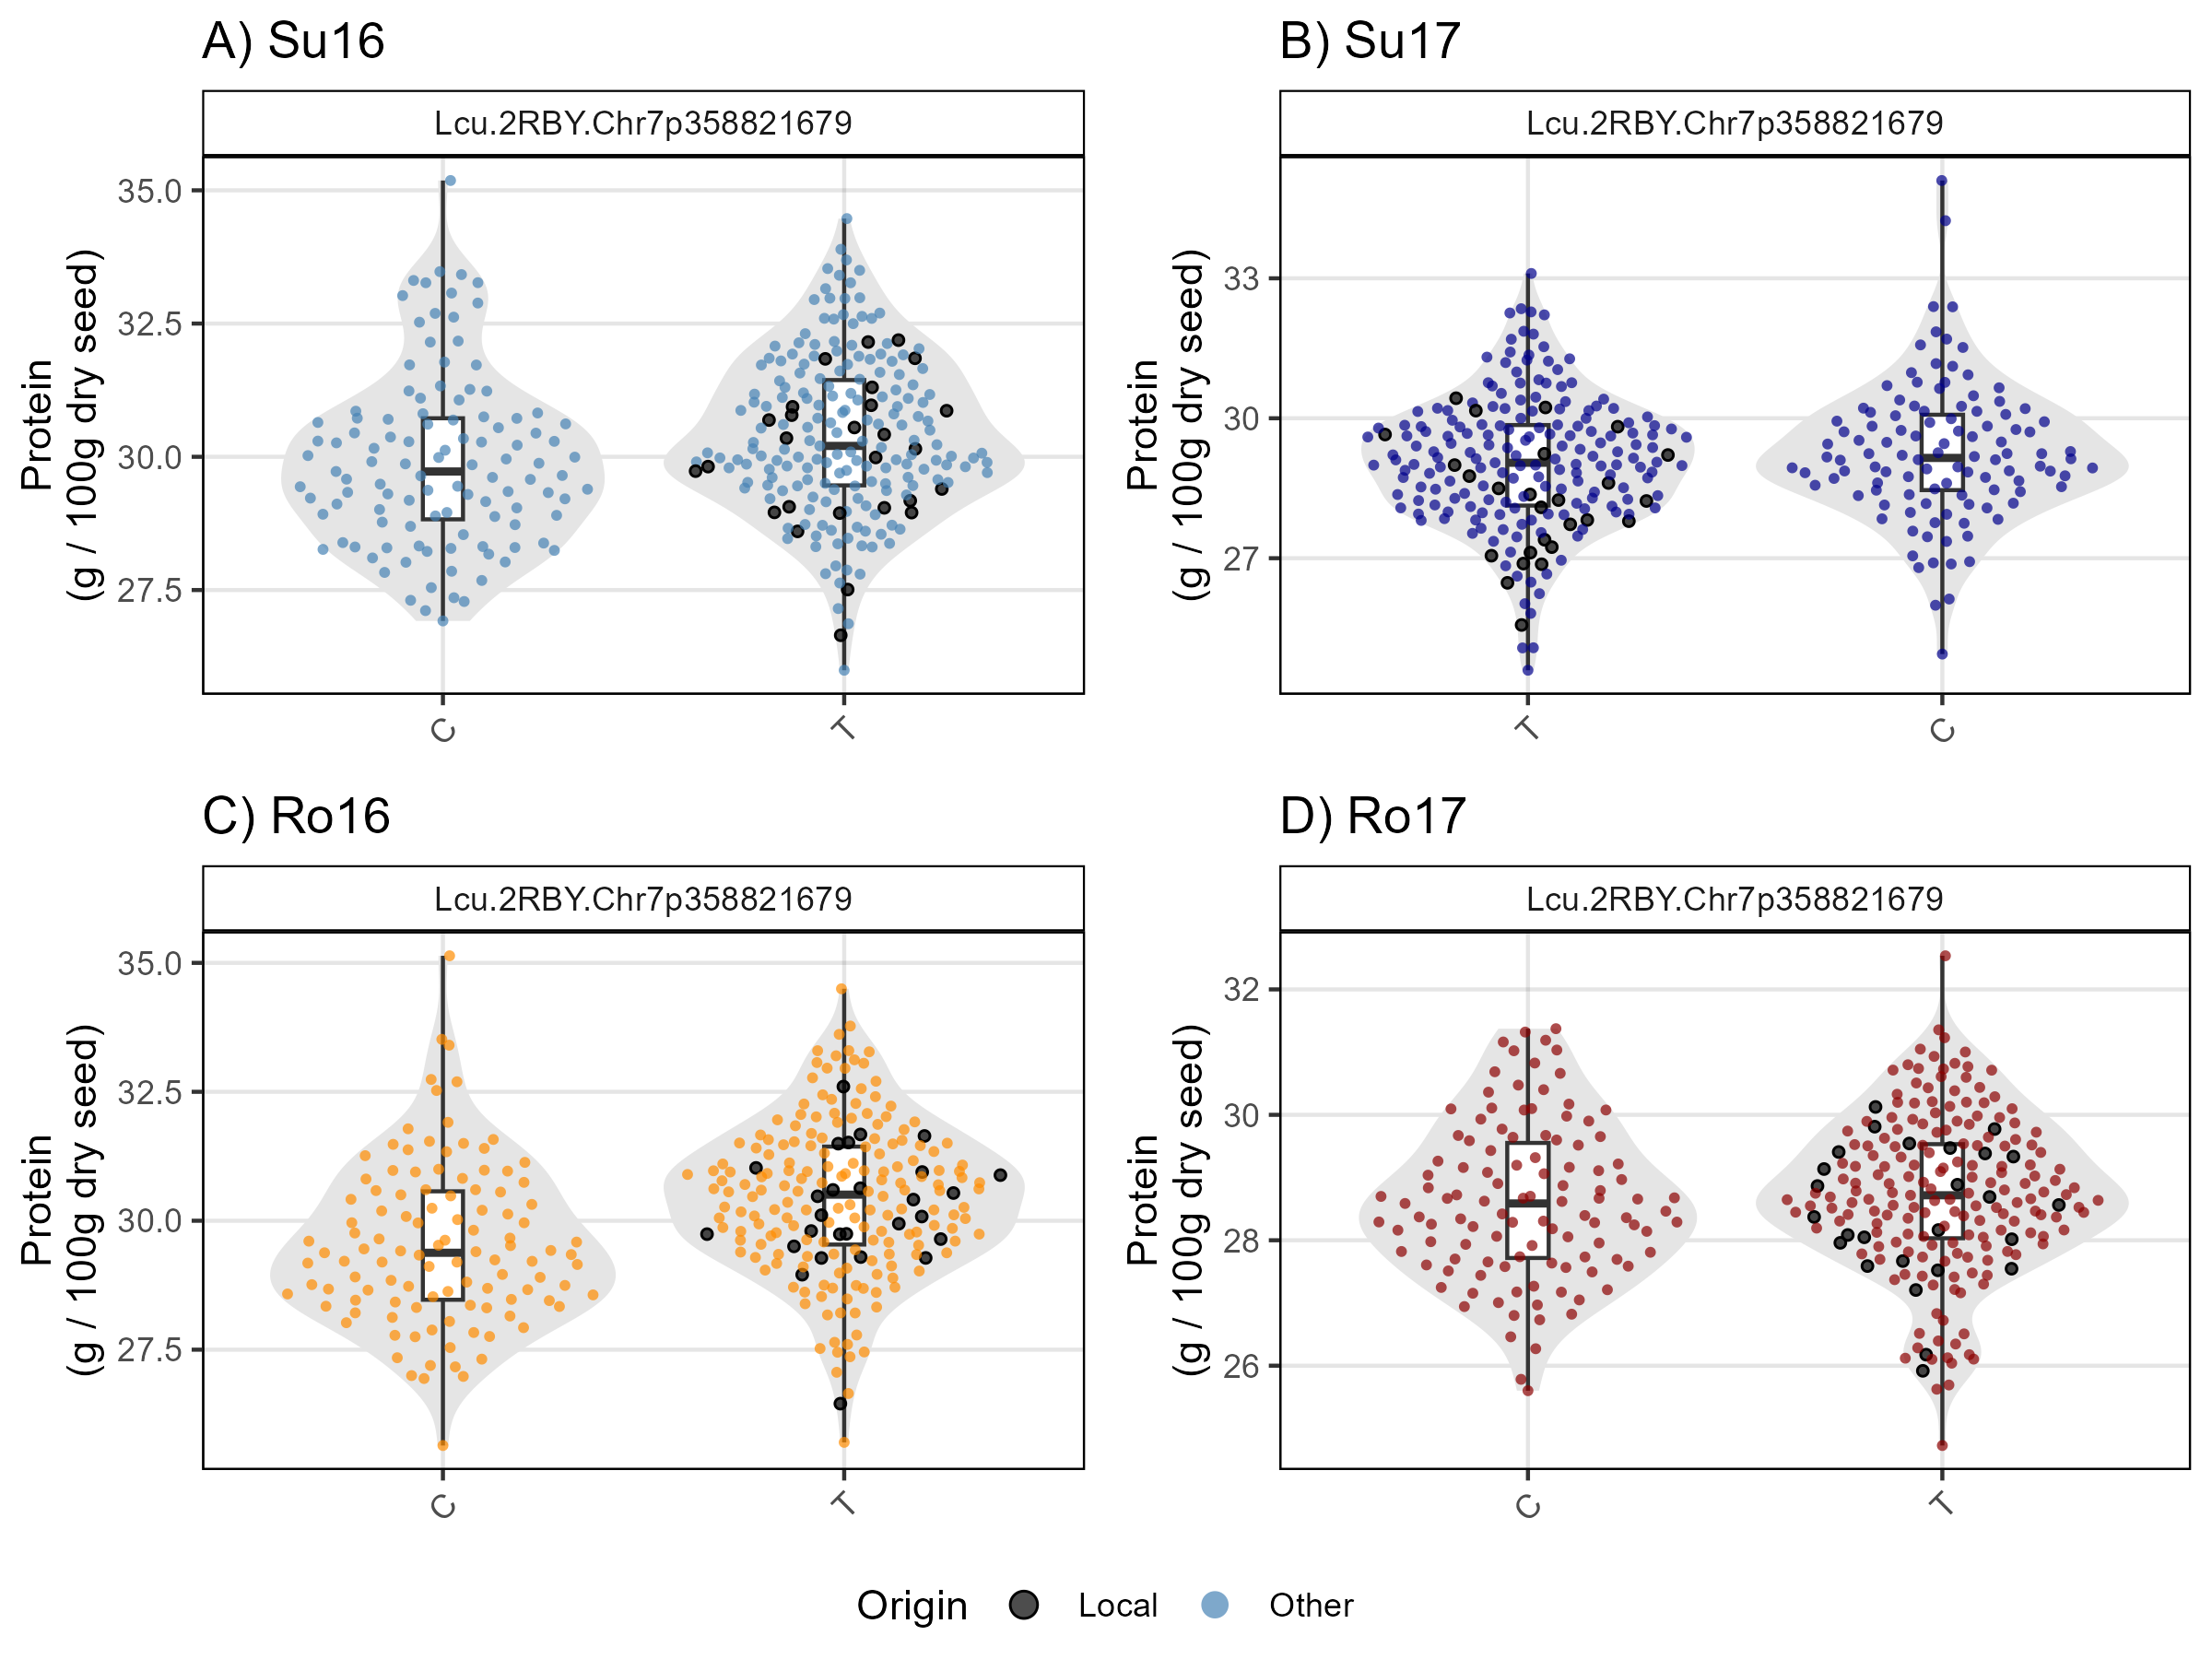 A) Su16
Lcu.2RBY.Chr7p358821679
Protein
(g / 100g dry seed)
35.0
32.5
30.0
27.5
C
T
B) Su17
Lcu.2RBY.Chr7p358821679
Protein
(g / 100g dry seed)
33
30
27
T
C
C) Ro16
Lcu.2RBY.Chr7p358821679
Protein
(g / 100g dry seed)
35.0
32.5
30.0
27.5
C
T
D) Ro17
Lcu.2RBY.Chr7p358821679
Protein
(g / 100g dry seed)
32
30
28
26
C
T
Origin Local Other